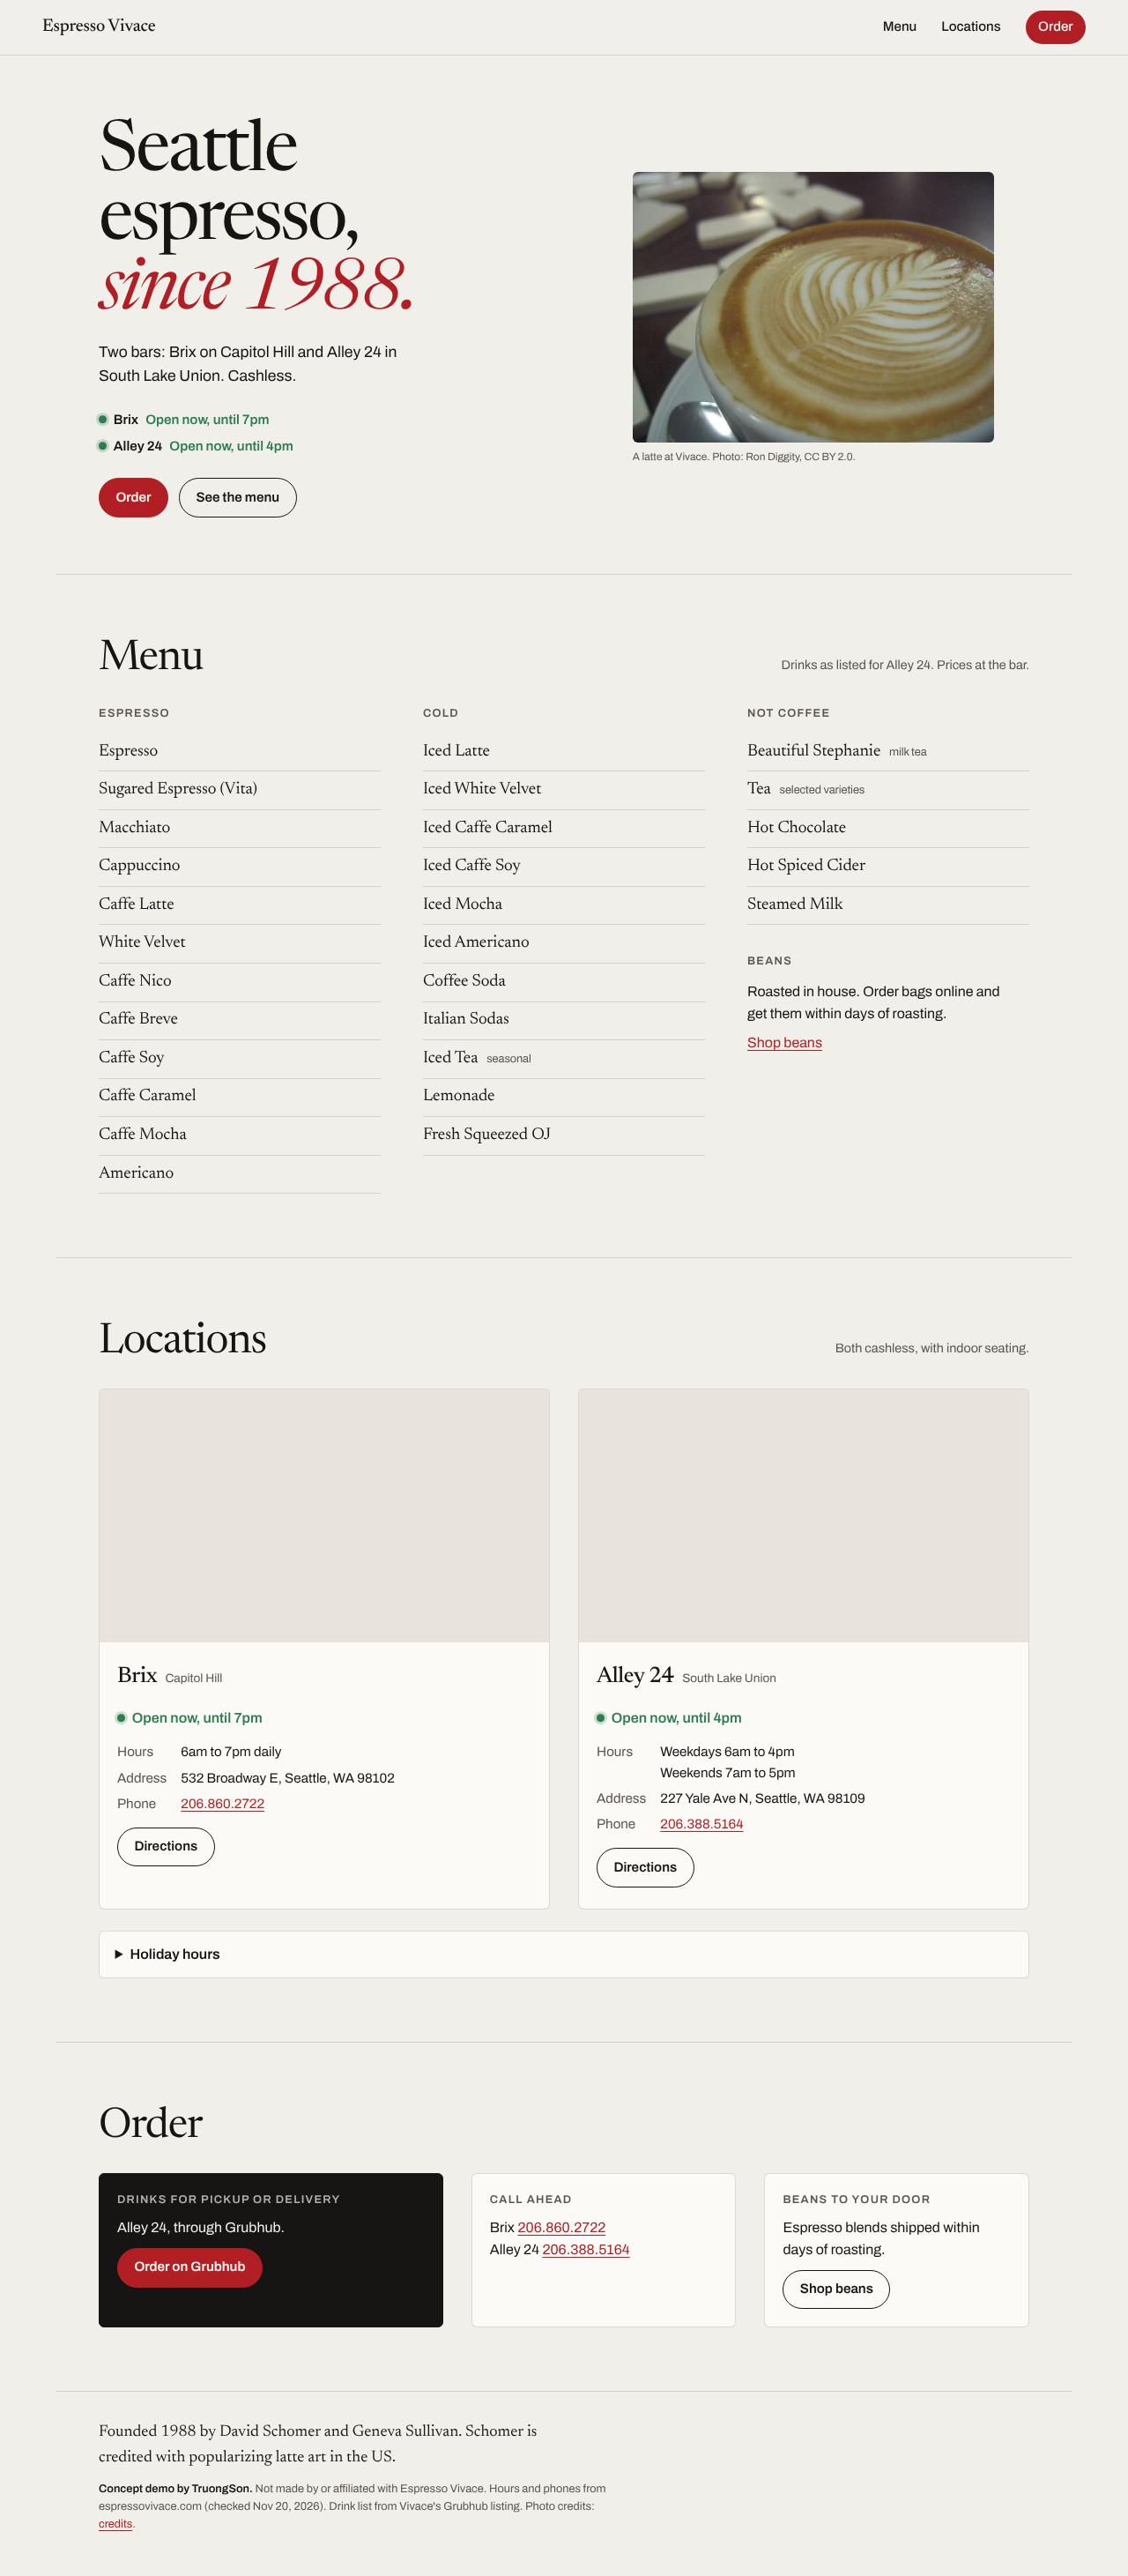 Espresso Vivace
Menu
Locations
Order
Seattle
espresso,
since 1988.
Two bars: Brix on Capitol Hill and Alley 24 in
South Lake Union. Cashless.
Brix Open now, until 7pm
Alley 24 Open now, until 4pm
Order
See the menu
A latte at Vivace. Photo: Ron Diggity, CC BY 2.0.
Menu
Drinks as listed for Alley 24. Prices at the bar.
ESPRESSO
Espresso
Sugared Espresso (Vita)
Macchiato
Cappuccino
Caffe Latte
White Velvet
Caffe Nico
Caffe Breve
Caffe Soy
Caffe Caramel
Caffe Mocha
Americano
COLD
Iced Latte
Iced White Velvet
Iced Caffe Caramel
Iced Caffe Soy
Iced Mocha
Iced Americano
Coffee Soda
Italian Sodas
Iced Tea seasonal
Lemonade
Fresh Squeezed OJ
NOT COFFEE
Beautiful Stephanie milk tea
Tea selected varieties
Hot Chocolate
Hot Spiced Cider
Steamed Milk
BEANS
Roasted in house. Order bags online and
get them within days of roasting.
Shop beans
Locations
Both cashless, with indoor seating.
Brix Capitol Hill
Open now, until 7pm
Hours 6am to 7pm daily
Address 532 Broadway E, Seattle, WA 98102
Phone 206.860.2722
Directions
Alley 24 South Lake Union
Open now, until 4pm
Hours Weekdays 6am to 4pm
Weekends 7am to 5pm
Address 227 Yale Ave N, Seattle, WA 98109
Phone 206.388.5164
Directions
Holiday hours
Order
DRINKS FOR PICKUP OR DELIVERY
Alley 24, through Grubhub.
Order on Grubhub
CALL AHEAD
Brix 206.860.2722
Alley 24 206.388.5164
BEANS TO YOUR DOOR
Espresso blends shipped within
days of roasting.
Shop beans
Founded 1988 by David Schomer and Geneva Sullivan. Schomer is
credited with popularizing latte art in the US.
Concept demo by TruongSon. Not made by or affiliated with Espresso Vivace. Hours and phones from
espressovivace.com (checked Nov 20, 2026). Drink list from Vivace's Grubhub listing. Photo credits:
credits.